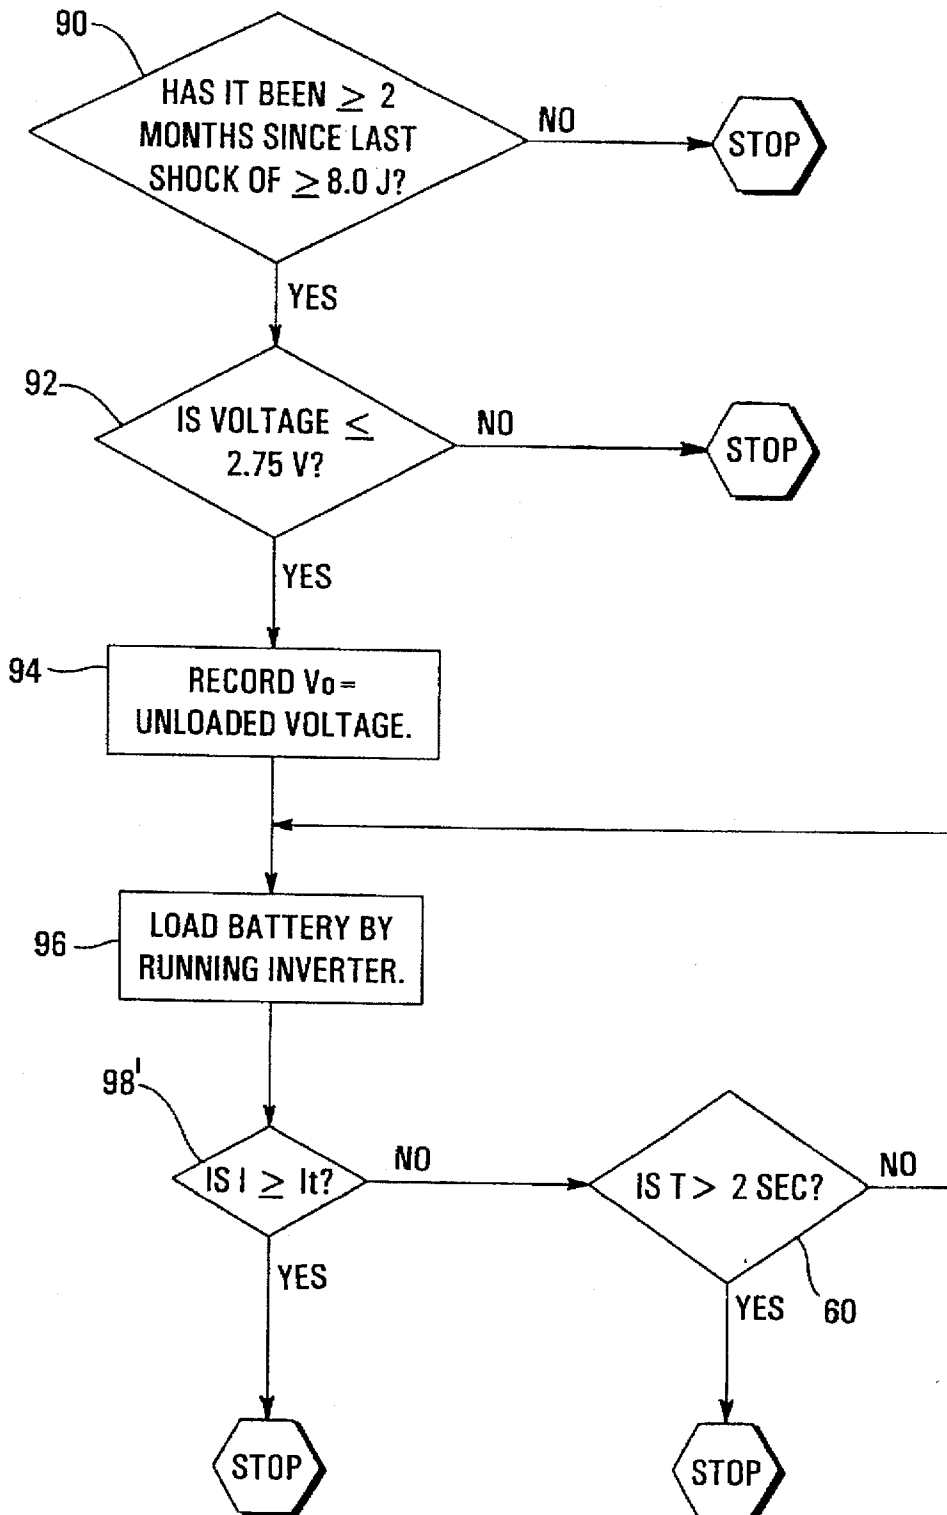 90
HAS IT BEEN ≥ 2
MONTHS SINCE LAST
SHOCK OF ≥ 8.0 J?
NO
STOP
YES
92
IS VOLTAGE ≤
2.75 V?
NO
STOP
YES
94
RECORD Vo =
UNLOADED VOLTAGE.
96
LOAD BATTERY BY
RUNNING INVERTER.
98'
IS I ≥ It?
NO
IS T > 2 SEC?
NO
YES
YES
60
STOP
STOP